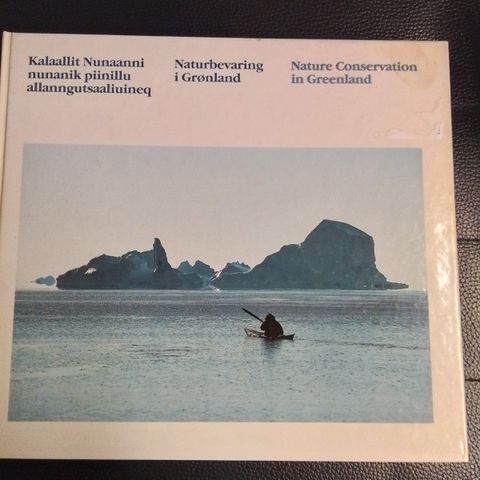 Kalaallit Nunaanni
nunanik piinillu
allanngutsaaliuineq
Naturbevaring
i Grønland
Nature Conservation
in Greenland